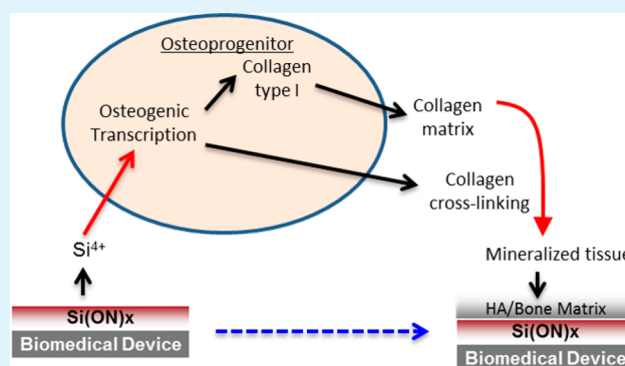 Osteoprogenitor
Collagen
type I
Osteogenic
Transcription
Collagen
matrix
Collagen
cross-linking
Si4+
Mineralized tissue
HA/Bone Matrix
Si(ON)x
Biomedical Device
Si(ON)x
Biomedical Device